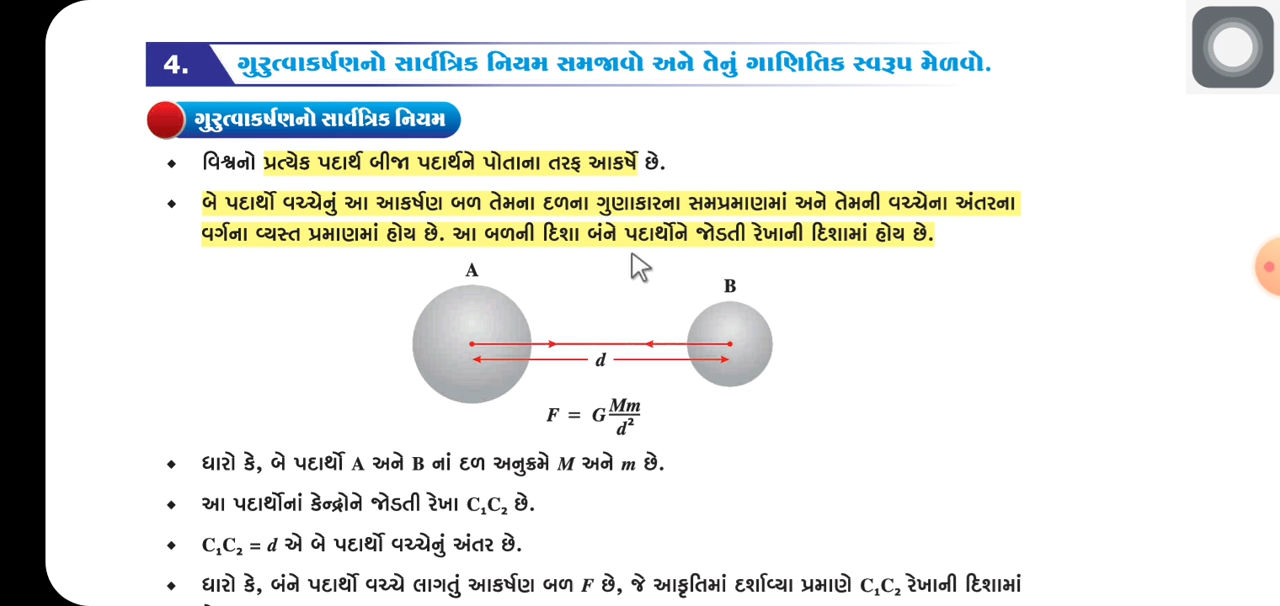 4. ગુરુત્વાકર્ષણનો સાર્વત્રિક નિયમ સમજાવો અને તેનું ગાણિતિક સ્વરૂપ મેળવો.
ગુરુત્વાકર્ષણનો સાર્વત્રિક નિયમ
◆ વિશ્વનો પ્રત્યેક પદાર્થ બીજા પદાર્થને પોતાના તરફ આકર્ષે છે.
◆ બે પદાર્થો વચ્ચેનું આ આકર્ષણ બળ તેમના દળના ગુણાકારના સમપ્રમાણમાં અને તેમની વચ્ચેના અંતરના
વર્ગના વ્યસ્ત પ્રમાણમાં હોય છે. આ બળની દિશા બંને પદાર્થોને જોડતી રેખાની દિશામાં હોય છે.
A
B
d
F = G Mm/d²
◆ ધારો કે, બે પદાર્થો A અને B નાં દળ અનુક્રમે M અને m છે.
◆ આ પદાર્થોનાં કેન્દ્રોને જોડતી રેખા C₁C₂ છે.
◆ C₁C₂ = d એ બે પદાર્થો વચ્ચેનું અંતર છે.
◆ ધારો કે, બંને પદાર્થો વચ્ચે લાગતું આકર્ષણ બળ F છે, જે આકૃતિમાં દર્શાવ્યા પ્રમાણે C₁C₂ રેખાની દિશામાં